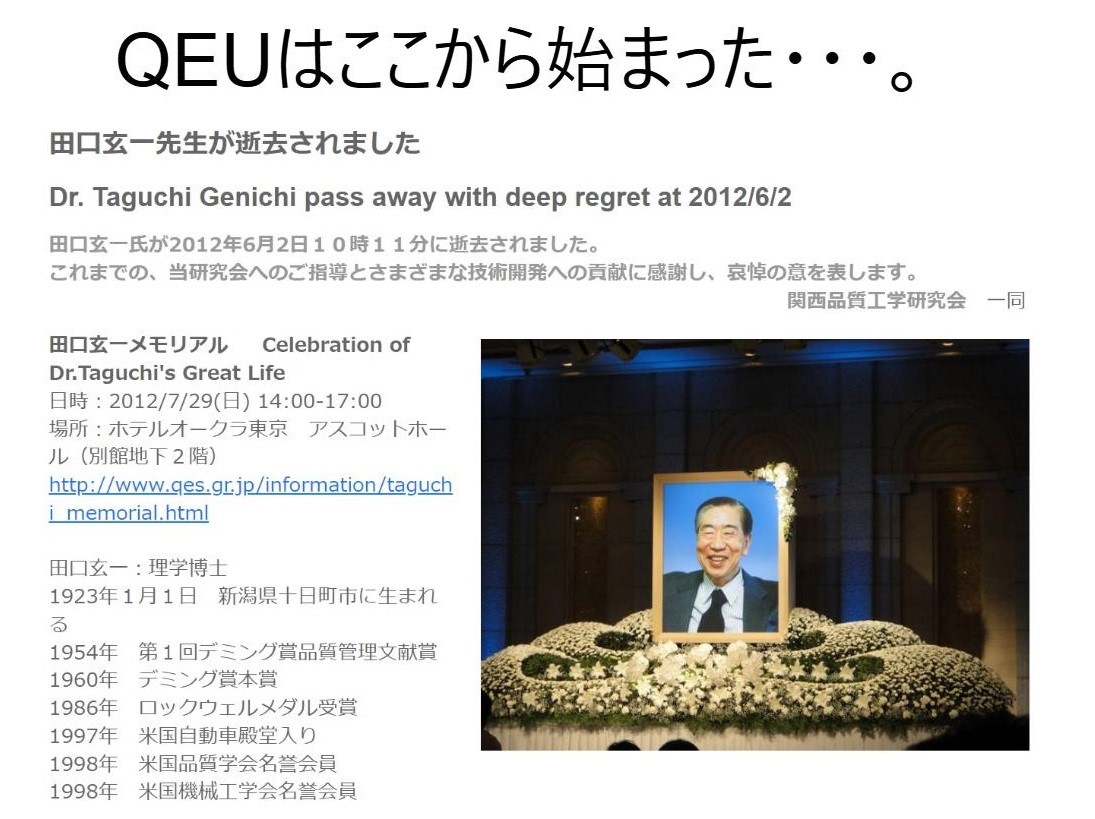 QEUはここから始まった・・・。
田口玄一先生が逝去されました
Dr. Taguchi Genichi pass away with deep regret at 2012/6/2
田口玄一氏が2012年6月2日１０時１１分に逝去されました。
これまでの、当研究会へのご指導とさまざまな技術開発への貢献に感謝し、哀悼の意を表します。
関西品質工学研究会　一同
田口玄一メモリアル　 Celebration of
Dr.Taguchi's Great Life
日時：2012/7/29(日) 14:00-17:00
場所：ホテルオークラ東京　アスコットホー
ル（別館地下２階）
http://www.qes.gr.jp/information/taguch
i_memorial.html
田口玄一：理学博士
1923年１月１日　新潟県十日町市に生まれ
る
1954年　第１回デミング賞品質管理文献賞
1960年　デミング賞本賞
1986年　ロックウェルメダル受賞
1997年　米国自動車殿堂入り
1998年　米国品質学会名誉会員
1998年　米国機械工学会名誉会員